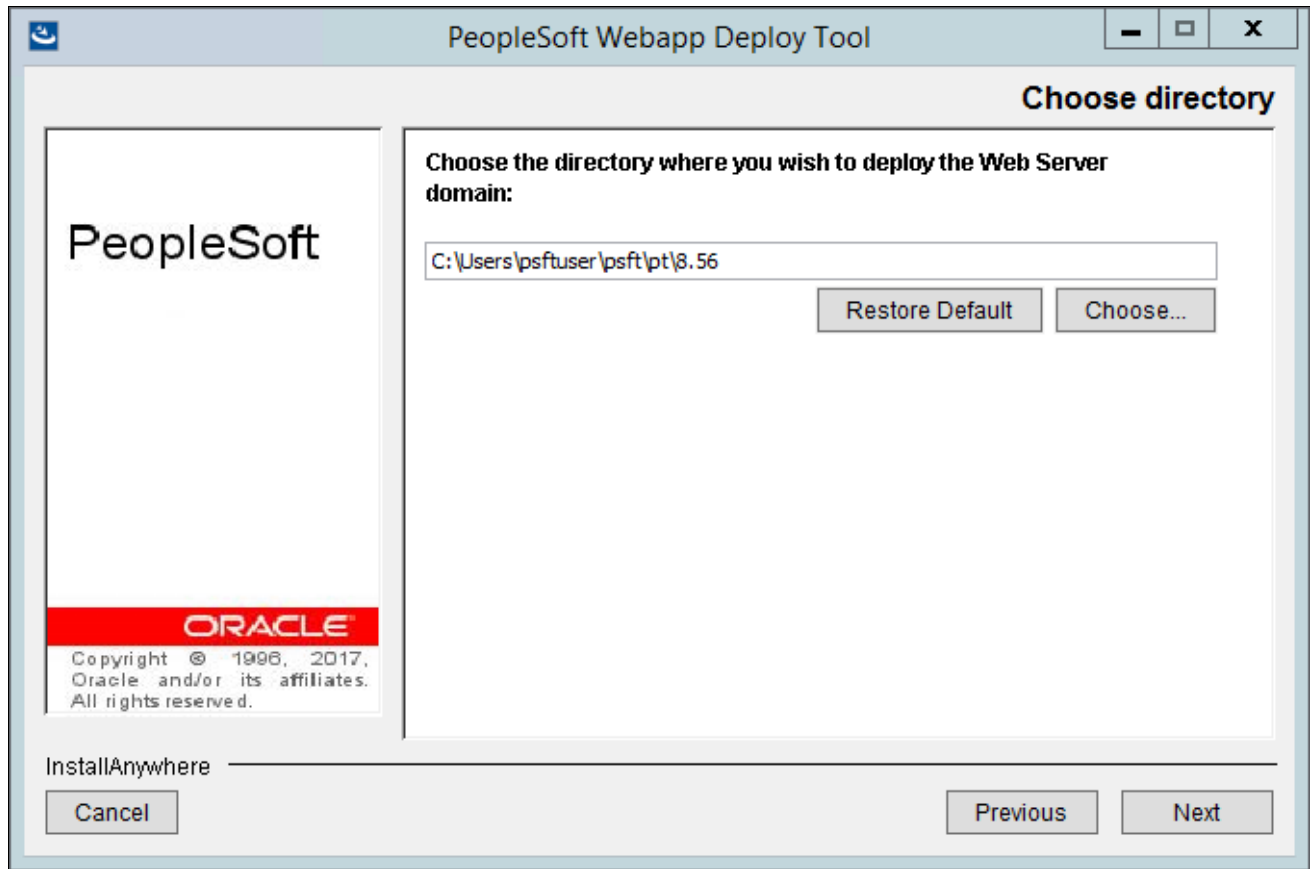 PeopleSoft Webapp Deploy Tool
Choose directory
PeopleSoft
ORACLE
Copyright © 1996, 2017,
Oracle and/or its affiliates.
All rights reserved.
Choose the directory where you wish to deploy the Web Server
domain:
C:\Users\psftuser\psft\pt\8.56
Restore Default
Choose...
InstallAnywhere
Cancel
Previous
Next